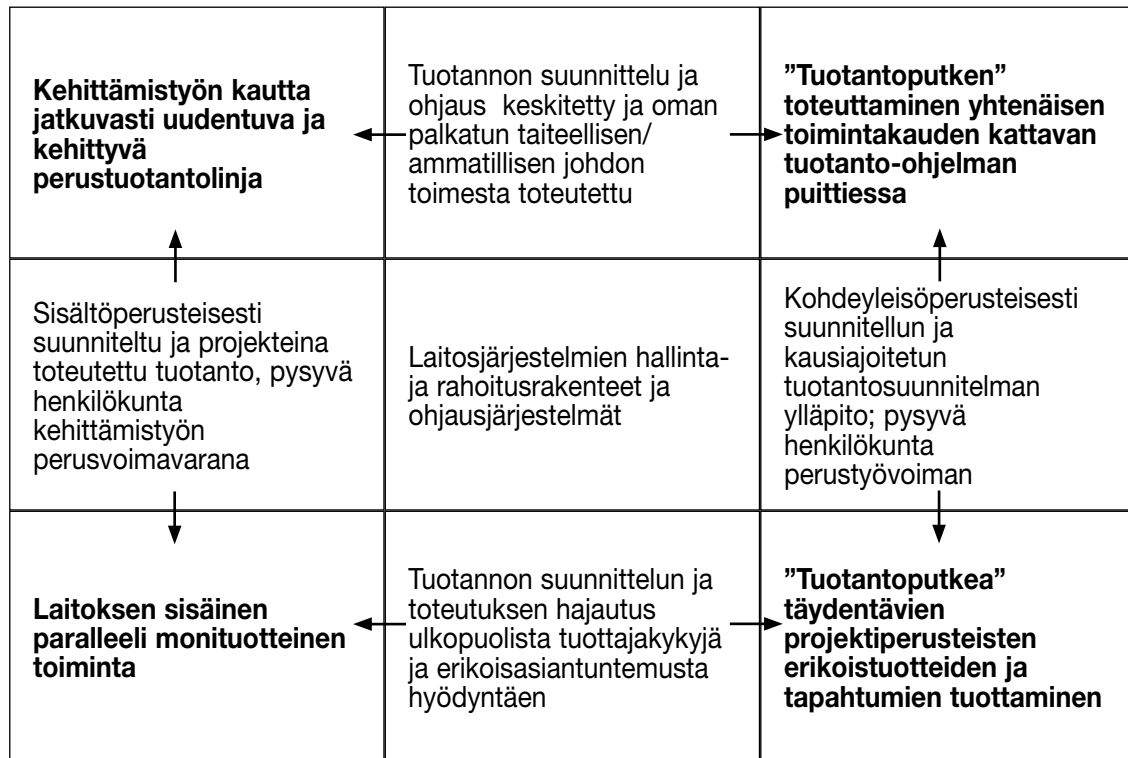 Kehittämistyön kautta
jatkuvasti uudentuva ja
kehittyvä
perustuotantolinja
Tuotannon suunnittelu ja
ohjaus keskitetty ja oman
palkatun taiteellisen/
ammatillisen johdon
toimesta toteutettu
”Tuotantoputken”
toteuttaminen yhtenäisen
toimintakauden kattavan
tuotanto-ohjelman
puittiessa
Sisältöperusteisesti
suunniteltu ja projekteina
toteutettu tuotanto, pysyvä
henkilökunta
kehittämistyön
perusvoimavarana
Laitosjärjestelmien hallinta-
ja rahoitusrakenteet ja
ohjausjärjestelmät
Kohdeyleisöperusteisesti
suunnitellun ja
kausiajoitetun
tuotantosuunnitelman
ylläpito; pysyvä
henkilökunta
perustyövoiman
Laitoksen sisäinen
paralleeli monituotteinen
toiminta
Tuotannon suunnittelun ja
toteutuksen hajautus
ulkopuolista tuottajakykyjä
ja erikoisasiantuntemusta
hyödyntäen
”Tuotantoputkea”
täydentävien
projektiperusteisten
erikoistuotteiden ja
tapahtumien tuottaminen